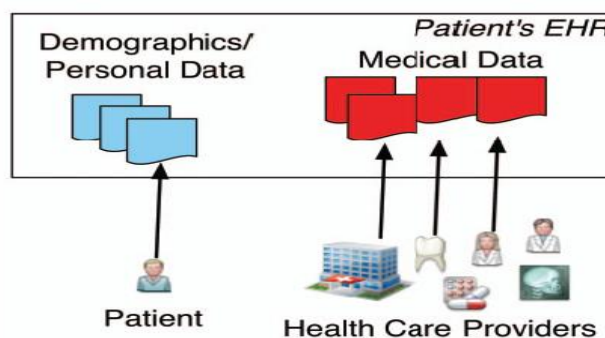 Patient's EHR
Demographics/
Personal Data
Medical Data
Patient
Health Care Providers